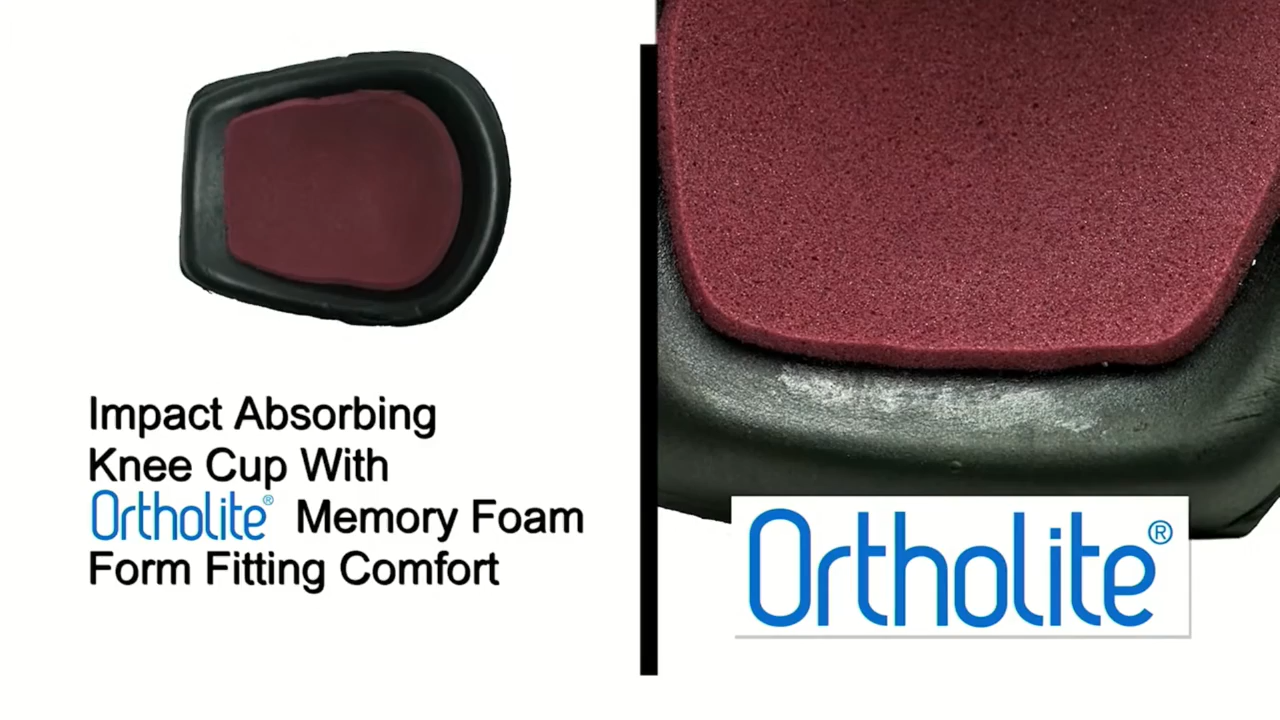 Impact Absorbing
Knee Cup With
Ortholite® Memory Foam
Form Fitting Comfort
Ortholite®